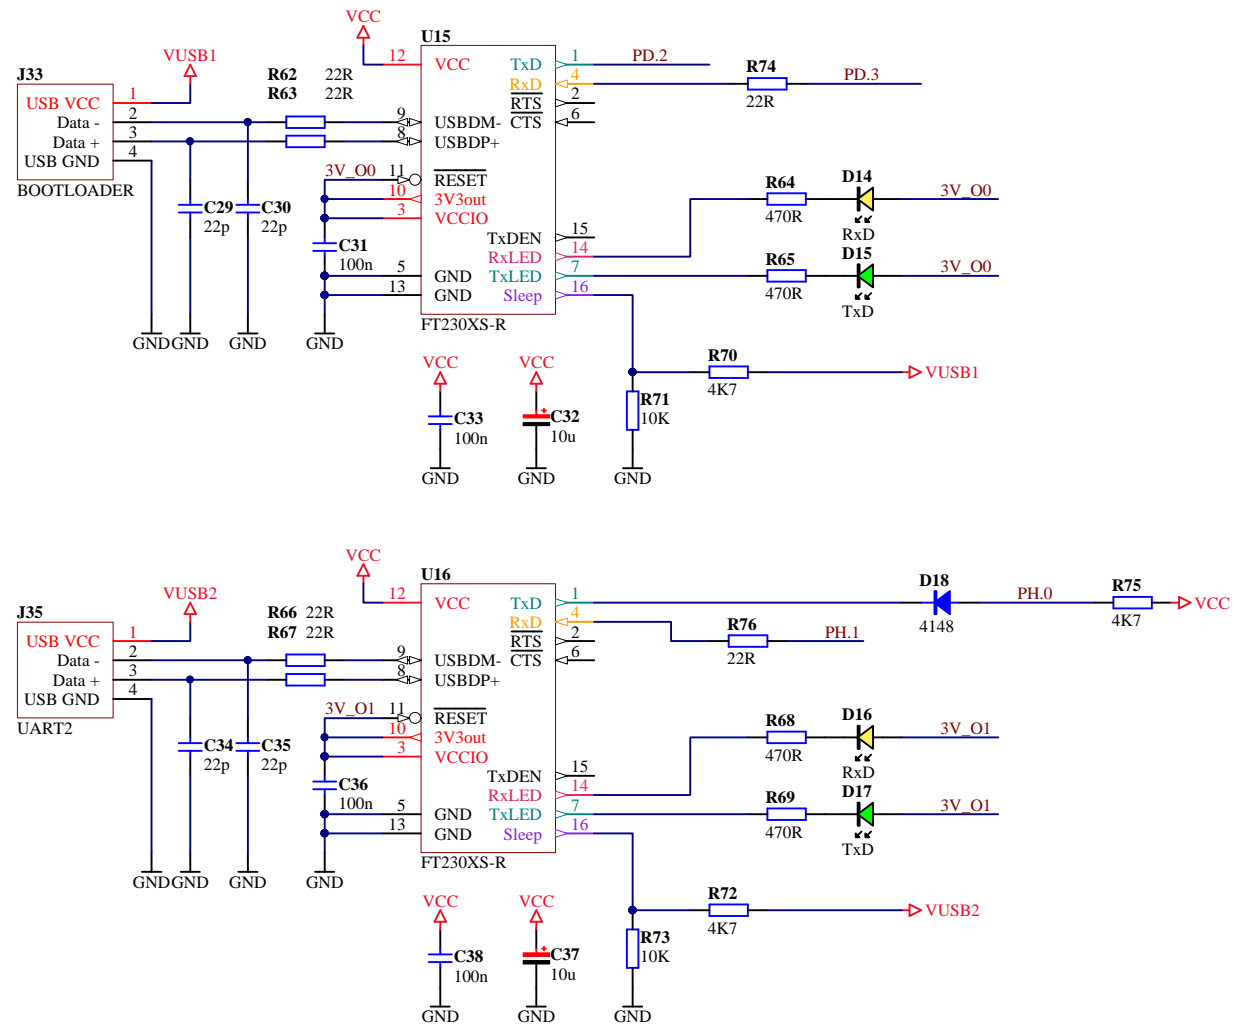 VCC
U15
VUSB1
12 VCC TxD 1 PD.2
J33
R62 22R
R74
R63 22R
RxD 4 PD.3
22R
USB VCC 1
RTS 2
Data - 2
9 USBDM- CTS 6
Data + 3
8 USBDP+
USB GND 4
BOOTLOADER
3V_O0 11 RESET
10 3V3out
3 VCCIO
R64 D14 3V_O0
470R RxD
C29 C30
22p 22p
TxDEN 15
C31
100n
RxLED 14
D15
5 GND TxLED 7 R65 3V_O0
13 GND Sleep 16 470R
TxD
FT230XS-R
GND GND GND GND
VCC VCC
R70 VUSB1
4K7
R71
10K
C33 C32
100n 10u
GND GND GND
VCC
U16
VUSB2
12 VCC TxD 1 D18 PH.0 R75 VCC
4148 4K7
J35
R66 22R
R67 22R
RxD 4 R76 PH.1
22R
USB VCC 1
RTS 2
Data - 2
9 USBDM- CTS 6
Data + 3
8 USBDP+
USB GND 4
UART2
3V_O1 11 RESET
10 3V3out
3 VCCIO
R68 D16 3V_O1
470R RxD
C34 C35
22p 22p
TxDEN 15
C36
100n
RxLED 14
D17
5 GND TxLED 7 R69 3V_O1
13 GND Sleep 16 470R
TxD
FT230XS-R
GND GND GND GND
VCC VCC
R72 VUSB2
4K7
R73
10K
C38 C37
100n 10u
GND GND GND